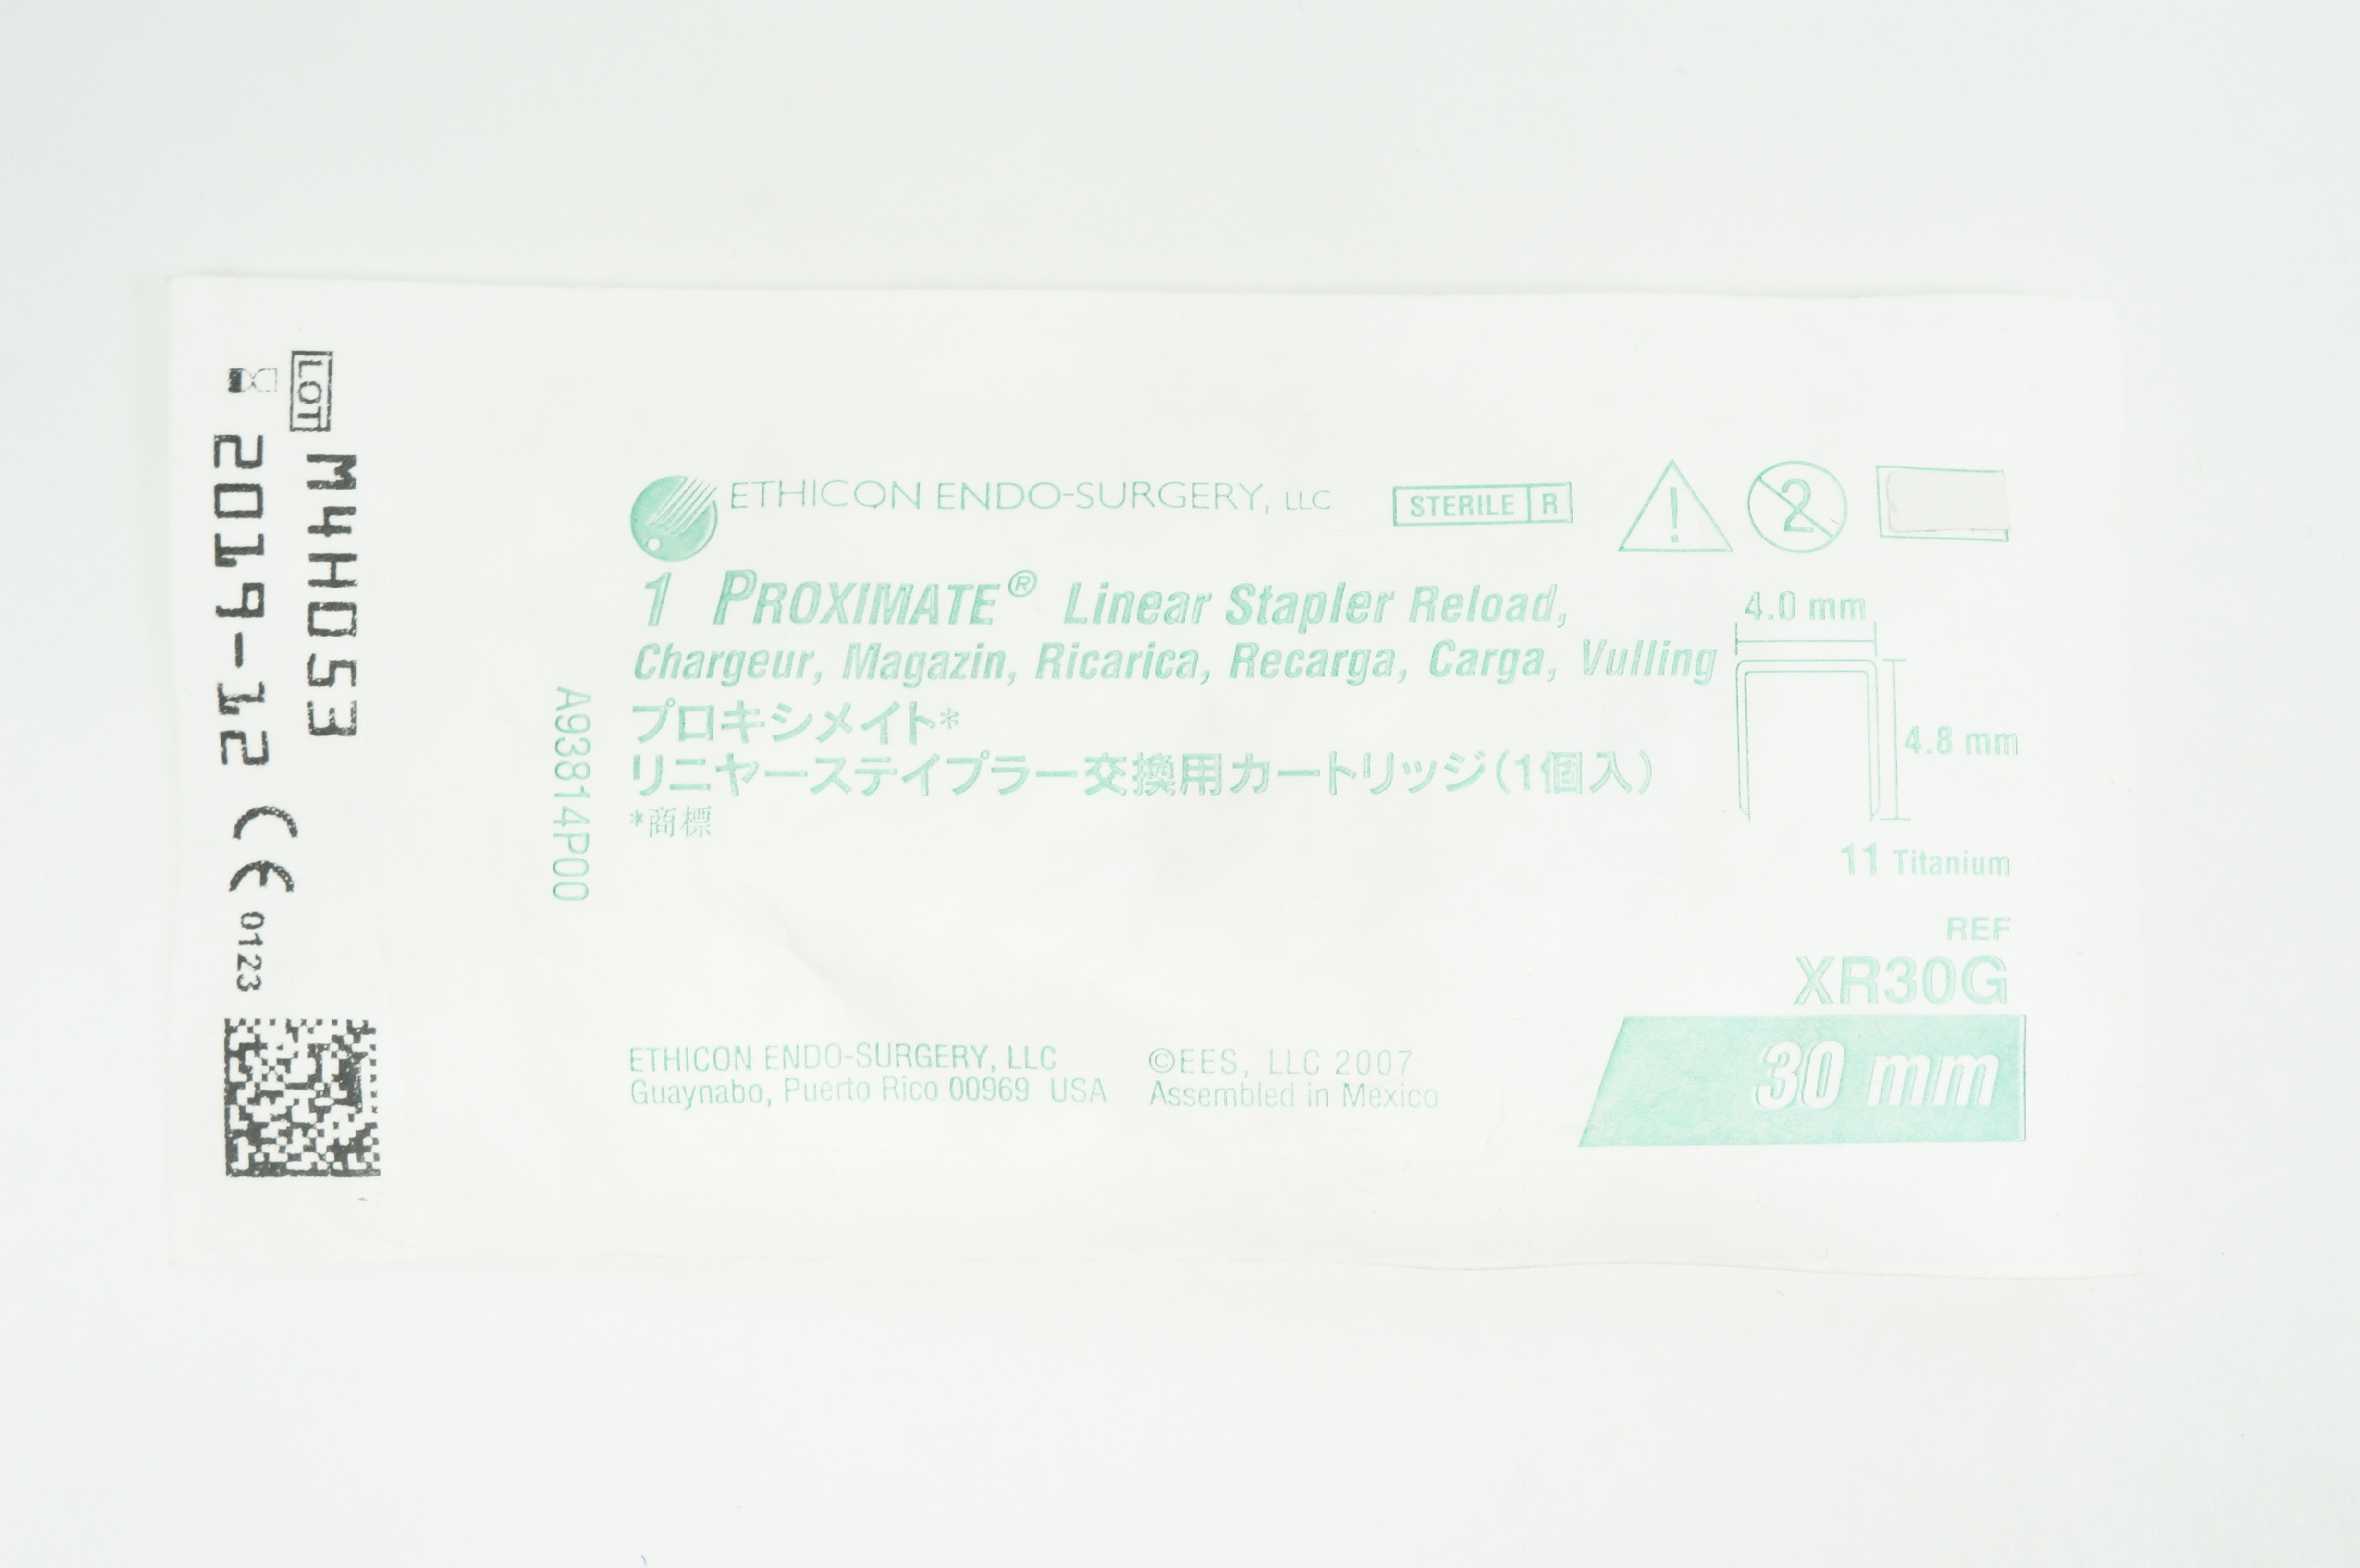 LOT M4H053
2019-12
0123
A93814P00
ETHICON ENDO-SURGERY, LLC
STERILE R
2
1 PROXIMATE® Linear Stapler Reload,
Chargeur, Magazin, Ricarica, Recarga, Carga, Vulling
プロキシメイト*
リニヤーステイプラー交換用カートリッジ(1個入)
*商標
4.0 mm
4.8 mm
11 Titanium
REF
XR30G
30 mm
ETHICON ENDO-SURGERY, LLC
Guaynabo, Puerto Rico 00969 USA
©EES, LLC 2007
Assembled in Mexico